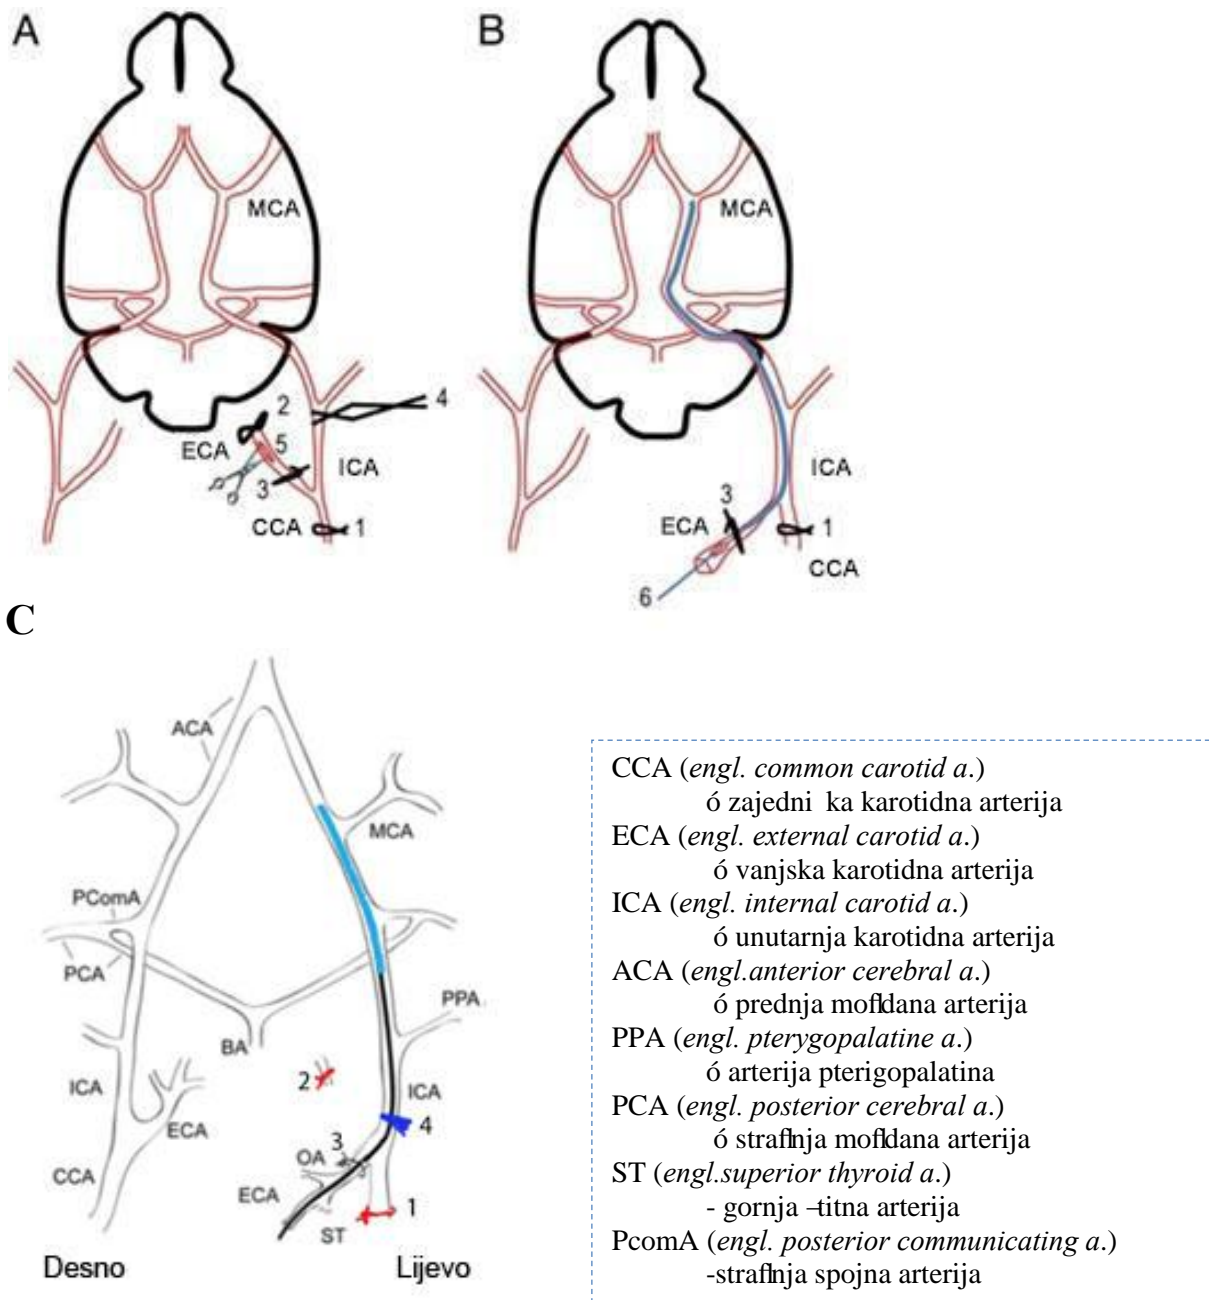 A
B
MCA
MCA
2
4
ECA
5
ICA
3
CCA
1
ICA
3
ECA
1
CCA
6
C
ACA
MCA
PComA
PCA
PPA
BA
2
ICA
ICA
4
ECA
3
OA
CCA
ECA
1
ST
Desno
Lijevo
CCA (engl. common carotid a.)
ó zajedni ka karotidna arterija
ECA (engl. external carotid a.)
ó vanjska karotidna arterija
ICA (engl. internal carotid a.)
ó unutarnja karotidna arterija
ACA (engl.anterior cerebral a.)
ó prednja mofldana arterija
PPA (engl. pterygopalatine a.)
ó arterija pterigopalatina
PCA (engl. posterior cerebral a.)
ó straflnja mofldana arterija
ST (engl.superior thyroid a.)
- gornja –titna arterija
PcomA (engl. posterior communicating a.)
-straflnja spojna arterija